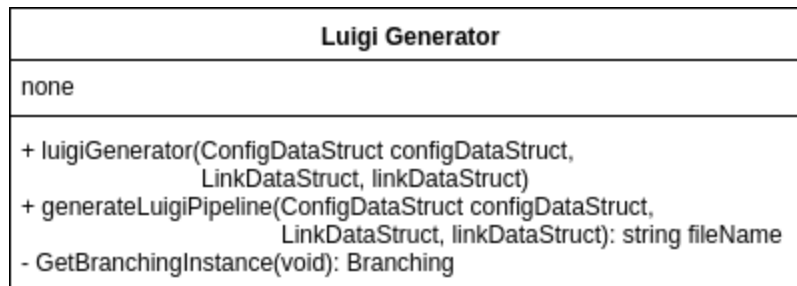 Luigi Generator
none
+ luigiGenerator(ConfigDataStruct configDataStruct,
LinkDataStruct, linkDataStruct)
+ generateLuigiPipeline(ConfigDataStruct configDataStruct,
LinkDataStruct, linkDataStruct): string fileName
- GetBranchingInstance(void): Branching